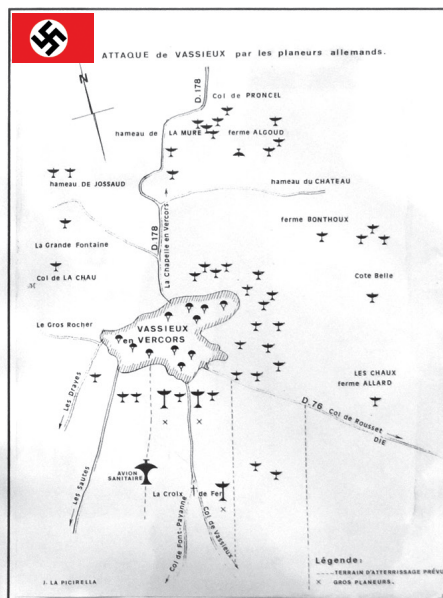 ATTAQUE de VASSIEUX par les planeurs allemands.
N
D.178
Col de PRONCEL
hameau de LA MURE
ferme ALGOUD
hameau de JOSSAUD
hameau du CHATEAU
La Chapelle en Vercors
D.178
ferme BONTHOUX
La Grande Fontaine
Col de LA CHAU
Cote Belle
Le Gros Rocher
VASSIEUX
en VERCORS
LES CHAUX
ferme ALLARD
Les Draves
D.76 Col de Rousset
DIE
AVION
SANITAIRE
La Croix de Fer
Les Sautes
Col de Font-Payanne
Col de Vassieux
Légende:
TERRAIN D'ATTERRISSAGE PRÉVU
GROS PLANEURS.
J. LA PICIRELLA